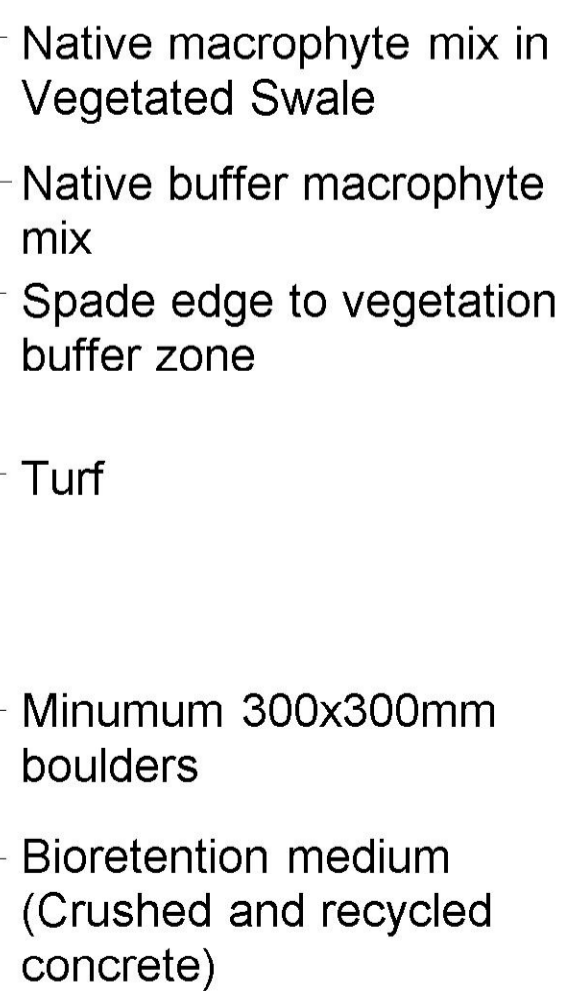 Native macrophyte mix in
Vegetated Swale
Native buffer macrophyte
mix
Spade edge to vegetation
buffer zone
Turf
Minumum 300x300mm
boulders
Bioretention medium
(Crushed and recycled
concrete)